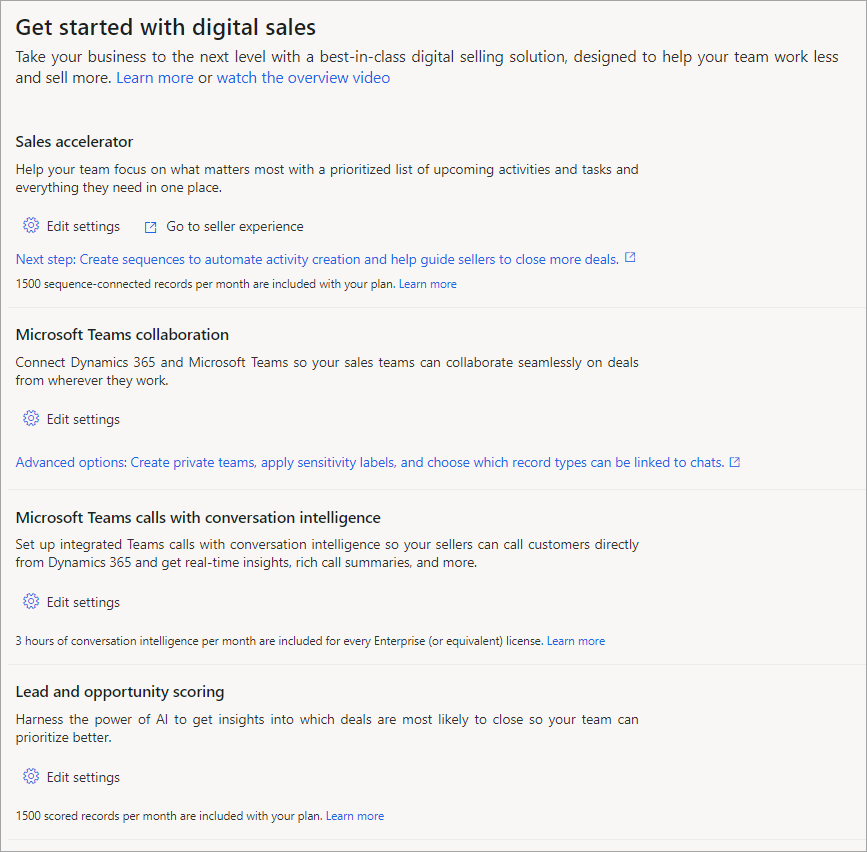 Get started with digital sales
Take your business to the next level with a best-in-class digital selling solution, designed to help your team work less
and sell more. Learn more or watch the overview video
Sales accelerator
Help your team focus on what matters most with a prioritized list of upcoming activities and tasks and
everything they need in one place.
Edit settings Go to seller experience
Next step: Create sequences to automate activity creation and help guide sellers to close more deals.
1500 sequence-connected records per month are included with your plan. Learn more
Microsoft Teams collaboration
Connect Dynamics 365 and Microsoft Teams so your sales teams can collaborate seamlessly on deals
from wherever they work.
Edit settings
Advanced options: Create private teams, apply sensitivity labels, and choose which record types can be linked to chats.
Microsoft Teams calls with conversation intelligence
Set up integrated Teams calls with conversation intelligence so your sellers can call customers directly
from Dynamics 365 and get real-time insights, rich call summaries, and more.
Edit settings
3 hours of conversation intelligence per month are included for every Enterprise (or equivalent) license. Learn more
Lead and opportunity scoring
Harness the power of AI to get insights into which deals are most likely to close so your team can
prioritize better.
Edit settings
1500 scored records per month are included with your plan. Learn more